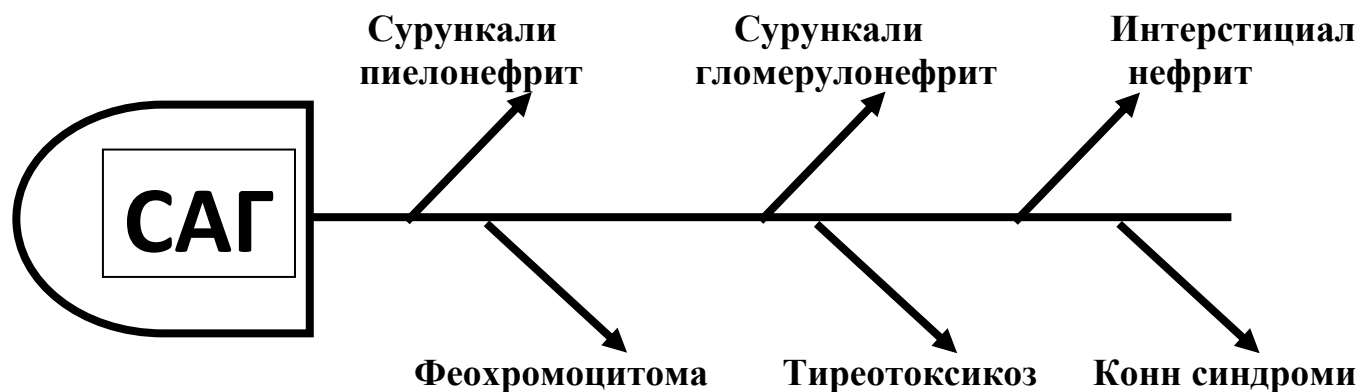 Сурункали
пиелонефрит
Сурункали
гломерулонефрит
Интерстициал
нефрит
САГ
Феохромоцитома
Тиреотоксикоз
Конн синдроми